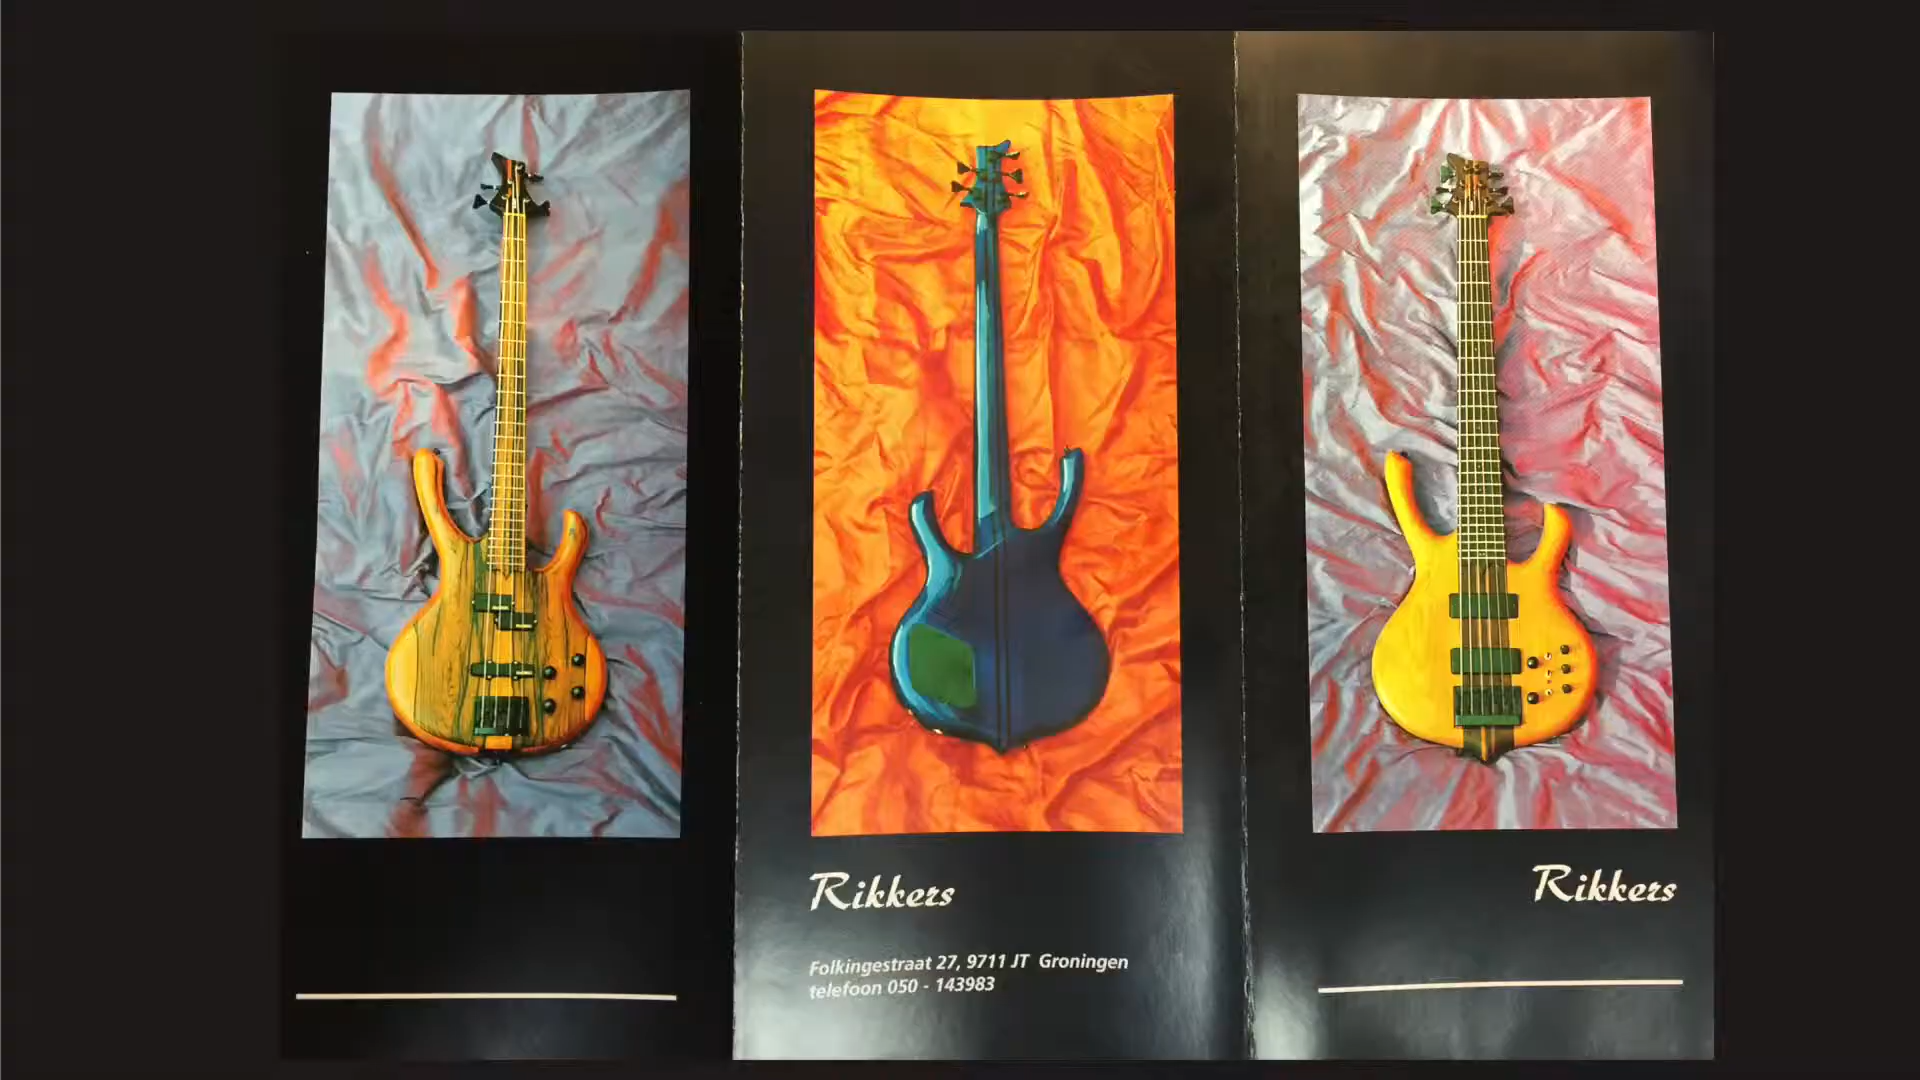 Rikkers
Folkingestraat 27, 9711 JT Groningen
telefoon 050 - 143983
Rikkers